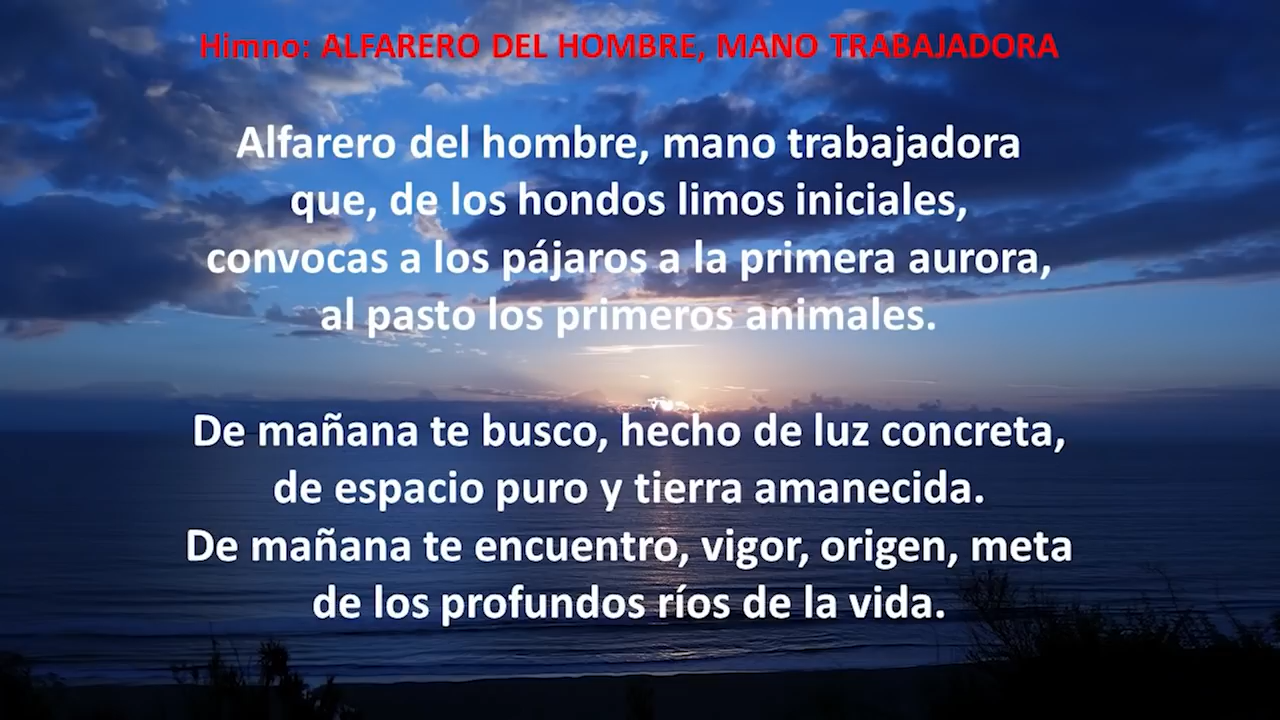 Himno: ALFARERO DEL HOMBRE, MANO TRABAJADORA
Alfarero del hombre, mano trabajadora
que, de los hondos limos iniciales,
convocas a los pájaros a la primera aurora,
al pasto los primeros animales.
De mañana te busco, hecho de luz concreta,
de espacio puro y tierra amanecida.
De mañana te encuentro, vigor, origen, meta
de los profundos ríos de la vida.